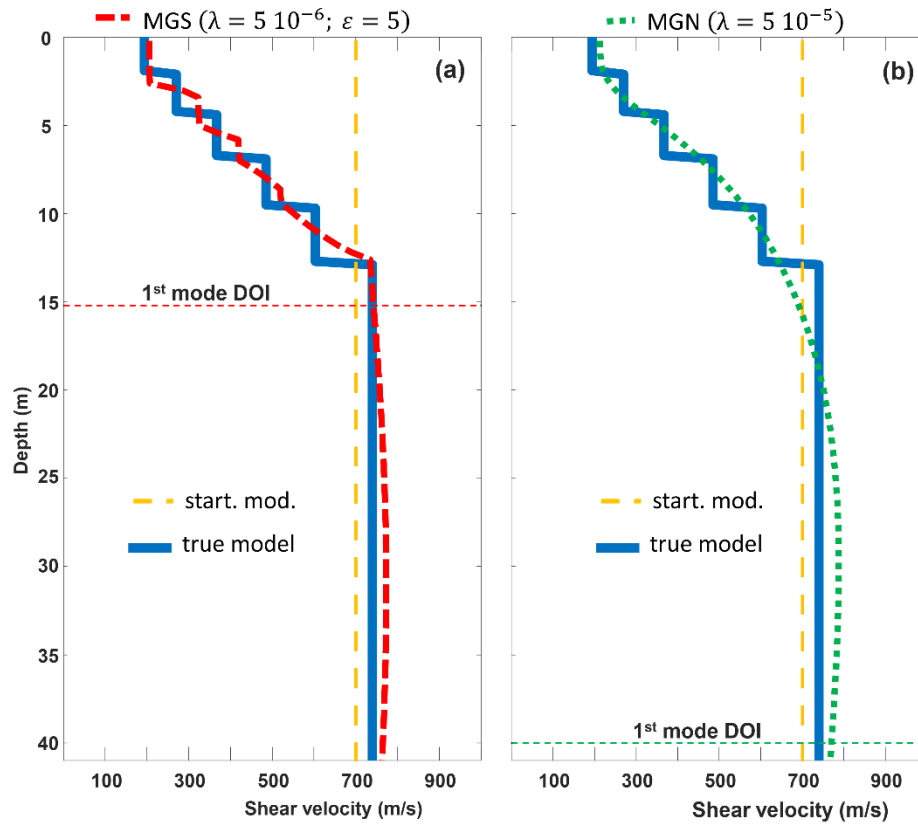 MGS (λ = 5 10⁻⁶; ε = 5)
MGN (λ = 5 10⁻⁵)
0
5
10
15
20
25
30
35
40
Depth (m)
(a)
1st mode DOI
start. mod.
true model
100 300 500 700 900
Shear velocity (m/s)
(b)
start. mod.
true model
1st mode DOI
100 300 500 700 900
Shear velocity (m/s)